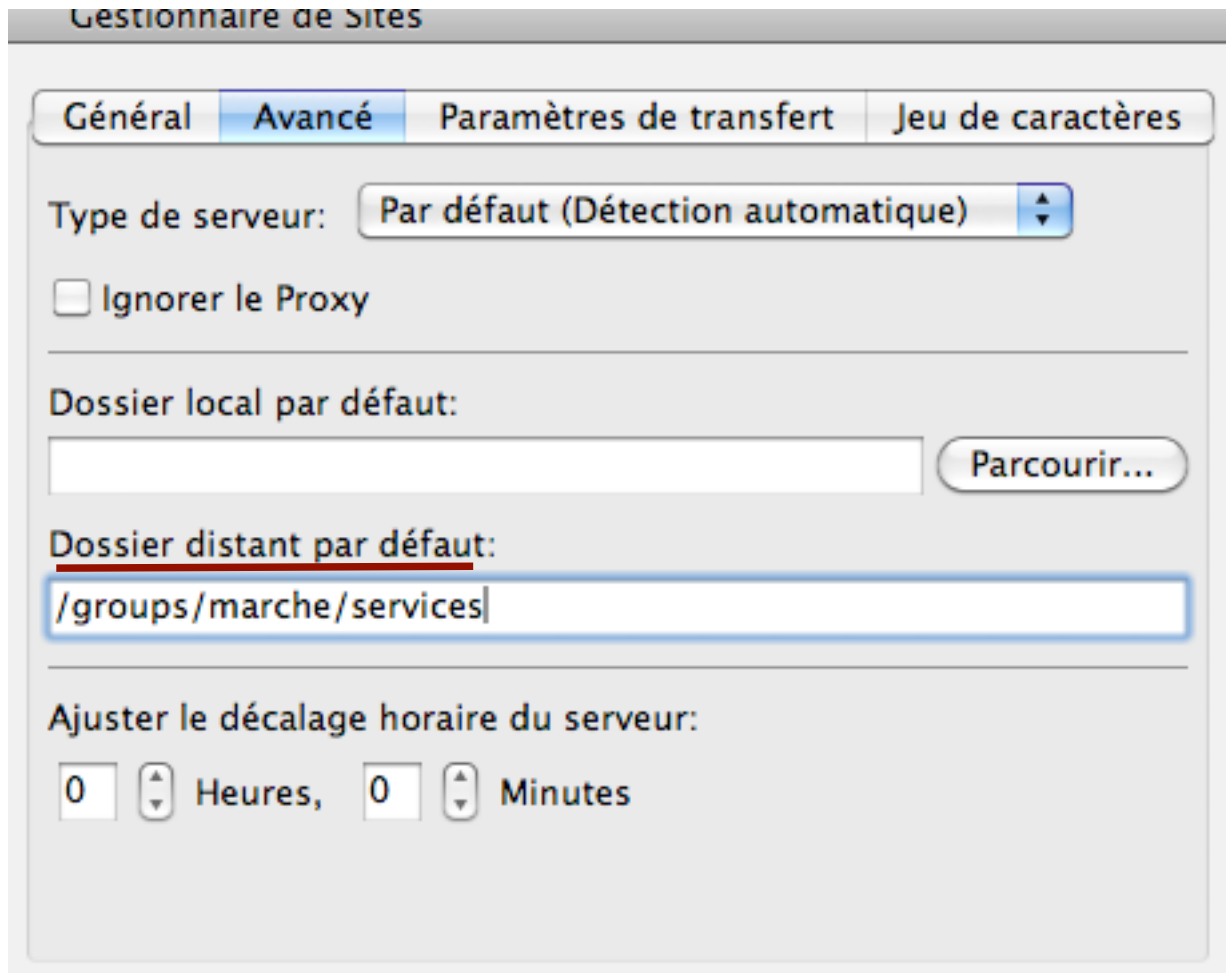 Gestionnaire de Sites
Général Avancé Paramètres de transfert Jeu de caractères
Type de serveur: Par défaut (Détection automatique)
Ignorer le Proxy
Dossier local par défaut:
Parcourir...
Dossier distant par défaut:
/groups/marche/services
Ajuster le décalage horaire du serveur:
0 Heures, 0 Minutes